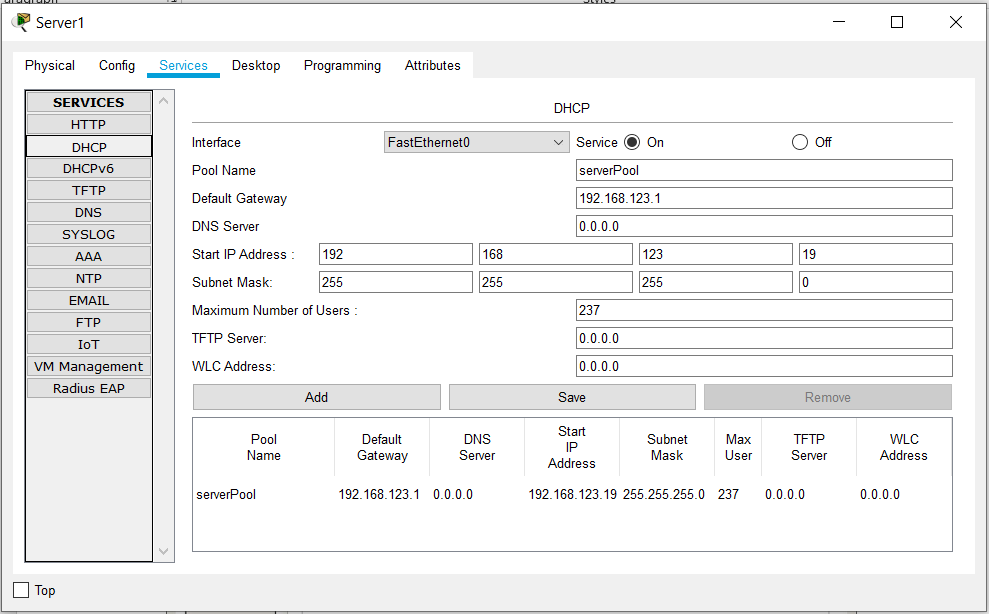 Server1
Physical Config Services Desktop Programming Attributes
SERVICES
HTTP
DHCP
DHCPv6
TFTP
DNS
SYSLOG
AAA
NTP
EMAIL
FTP
IoT
VM Management
Radius EAP
DHCP
Interface FastEthernet0 Service On Off
Pool Name serverPool
Default Gateway 192.168.123.1
DNS Server 0.0.0.0
Start IP Address : 192 168 123 19
Subnet Mask: 255 255 255 0
Maximum Number of Users : 237
TFTP Server: 0.0.0.0
WLC Address: 0.0.0.0
Add Save Remove
Pool Name Default Gateway DNS Server Start IP Address Subnet Mask Max User TFTP Server WLC Address
serverPool 192.168.123.1 0.0.0.0 192.168.123.19 255.255.255.0 237 0.0.0.0 0.0.0.0
Top